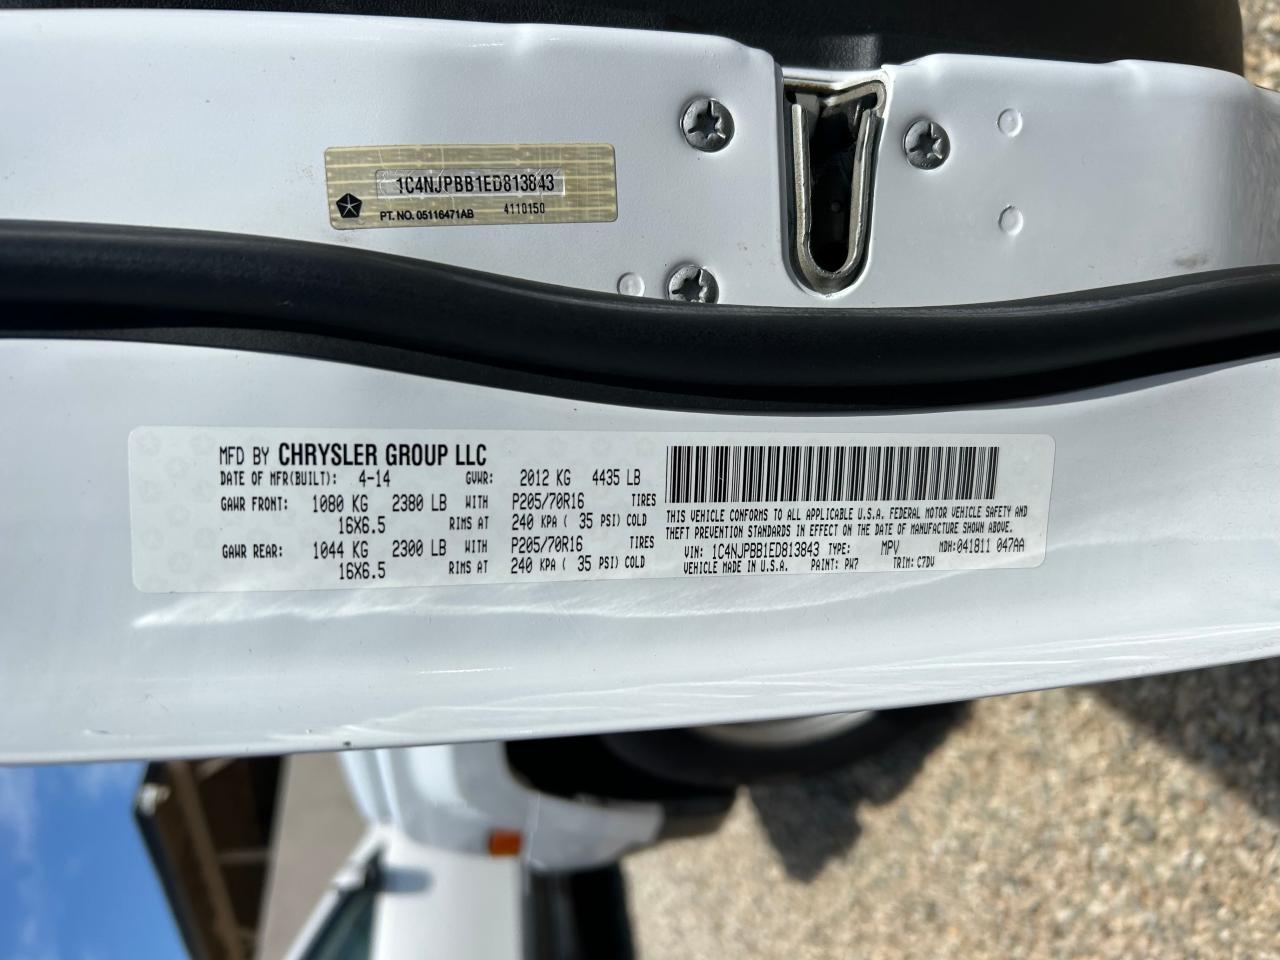 1C4NJPBB1ED813843
PT. NO. 05116471AB 4110150
MFD BY CHRYSLER GROUP LLC
DATE OF MFR(BUILT): 4-14 GVWR: 2012 KG 4435 LB
GAWR FRONT: 1080 KG 2380 LB WITH P205/70R16 TIRES
16X6.5 RIMS AT 240 KPA ( 35 PSI) COLD
GAWR REAR: 1044 KG 2300 LB WITH P205/70R16 TIRES
16X6.5 RIMS AT 240 KPA ( 35 PSI) COLD
THIS VEHICLE CONFORMS TO ALL APPLICABLE U.S.A. FEDERAL MOTOR VEHICLE SAFETY AND
THEFT PREVENTION STANDARDS IN EFFECT ON THE DATE OF MANUFACTURE SHOWN ABOVE.
VIN: 1C4NJPBB1ED813843 TYPE: MPV MDH:041811 047AA
VEHICLE MADE IN U.S.A. PAINT: PW7 TRIM: C7DV